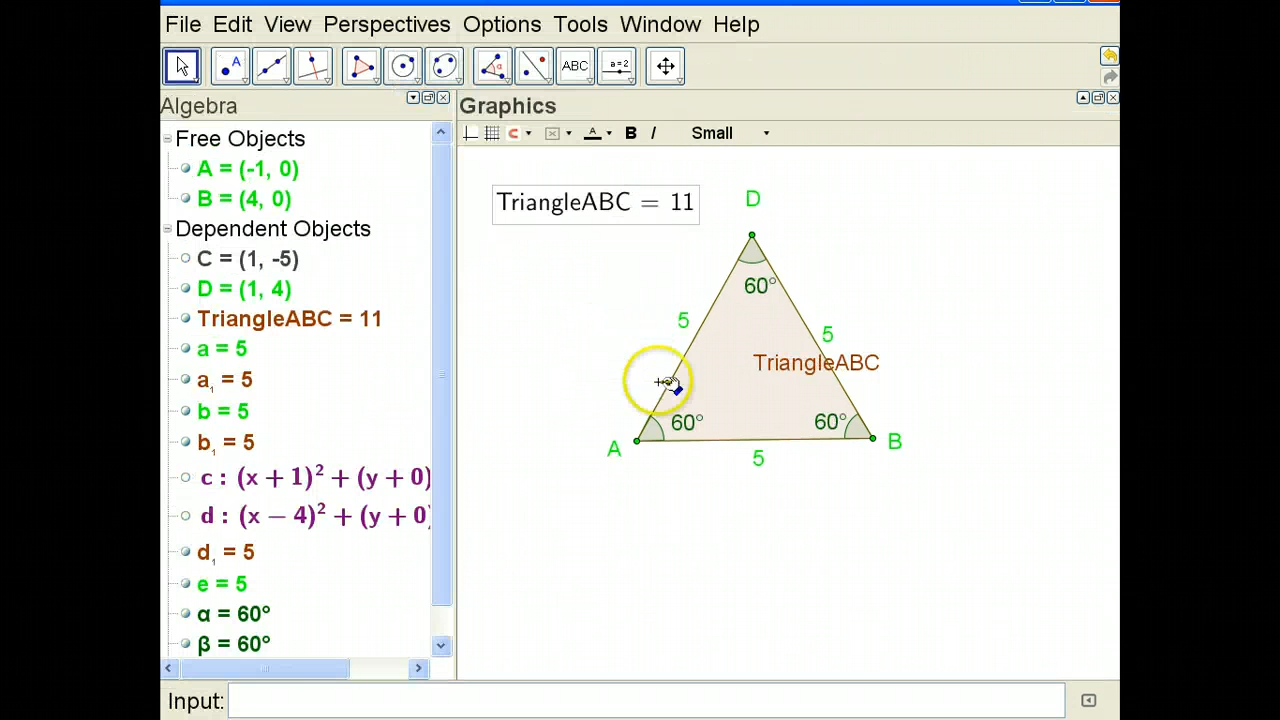 File Edit View Perspectives Options Tools Window Help
A α ABC a=2
Algebra
Graphics
A B I Small
Free Objects
A = (-1, 0)
B = (4, 0)
Dependent Objects
C = (1, -5)
D = (1, 4)
TriangleABC = 11
a = 5
a₁ = 5
b = 5
b₁ = 5
c : (x + 1)² + (y + 0)
d : (x − 4)² + (y + 0)
d₁ = 5
e = 5
α = 60°
β = 60°
TriangleABC = 11
D
60°
5
5
TriangleABC
60°
60°
A
B
5
Input: